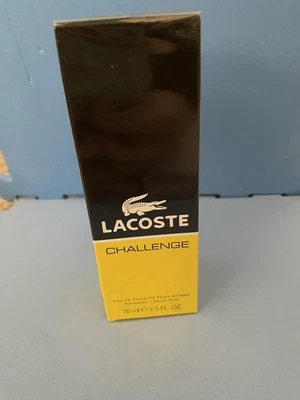 LACOSTE
CHALLENGE
Eau de Toilette Pour Homme
75 ml ℮ 2.5 FL. OZ.